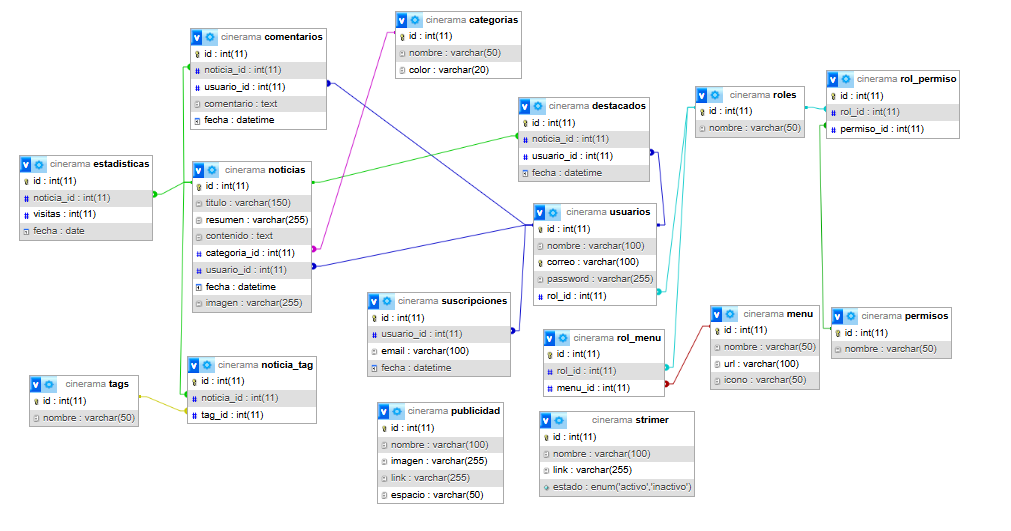 cinerama categorias
id : int(11)
nombre : varchar(50)
color : varchar(20)
cinerama comentarios
id : int(11)
noticia_id : int(11)
usuario_id : int(11)
comentario : text
fecha : datetime
cinerama destacados
id : int(11)
noticia_id : int(11)
usuario_id : int(11)
fecha : datetime
cinerama roles
id : int(11)
nombre : varchar(50)
cinerama rol_permiso
id : int(11)
rol_id : int(11)
permiso_id : int(11)
cinerama estadisticas
id : int(11)
noticia_id : int(11)
visitas : int(11)
fecha : date
cinerama noticias
id : int(11)
titulo : varchar(150)
resumen : varchar(255)
contenido : text
categoria_id : int(11)
usuario_id : int(11)
fecha : datetime
imagen : varchar(255)
cinerama usuarios
id : int(11)
nombre : varchar(100)
correo : varchar(100)
password : varchar(255)
rol_id : int(11)
cinerama suscripciones
id : int(11)
usuario_id : int(11)
email : varchar(100)
fecha : datetime
cinerama rol_menu
id : int(11)
rol_id : int(11)
menu_id : int(11)
cinerama menu
id : int(11)
nombre : varchar(50)
url : varchar(100)
icono : varchar(50)
cinerama permisos
id : int(11)
nombre : varchar(50)
cinerama tags
id : int(11)
nombre : varchar(50)
cinerama noticia_tag
id : int(11)
noticia_id : int(11)
tag_id : int(11)
cinerama publicidad
id : int(11)
nombre : varchar(100)
imagen : varchar(255)
link : varchar(255)
espacio : varchar(50)
cinerama strimer
id : int(11)
nombre : varchar(100)
link : varchar(255)
estado : enum('activo','inactivo')